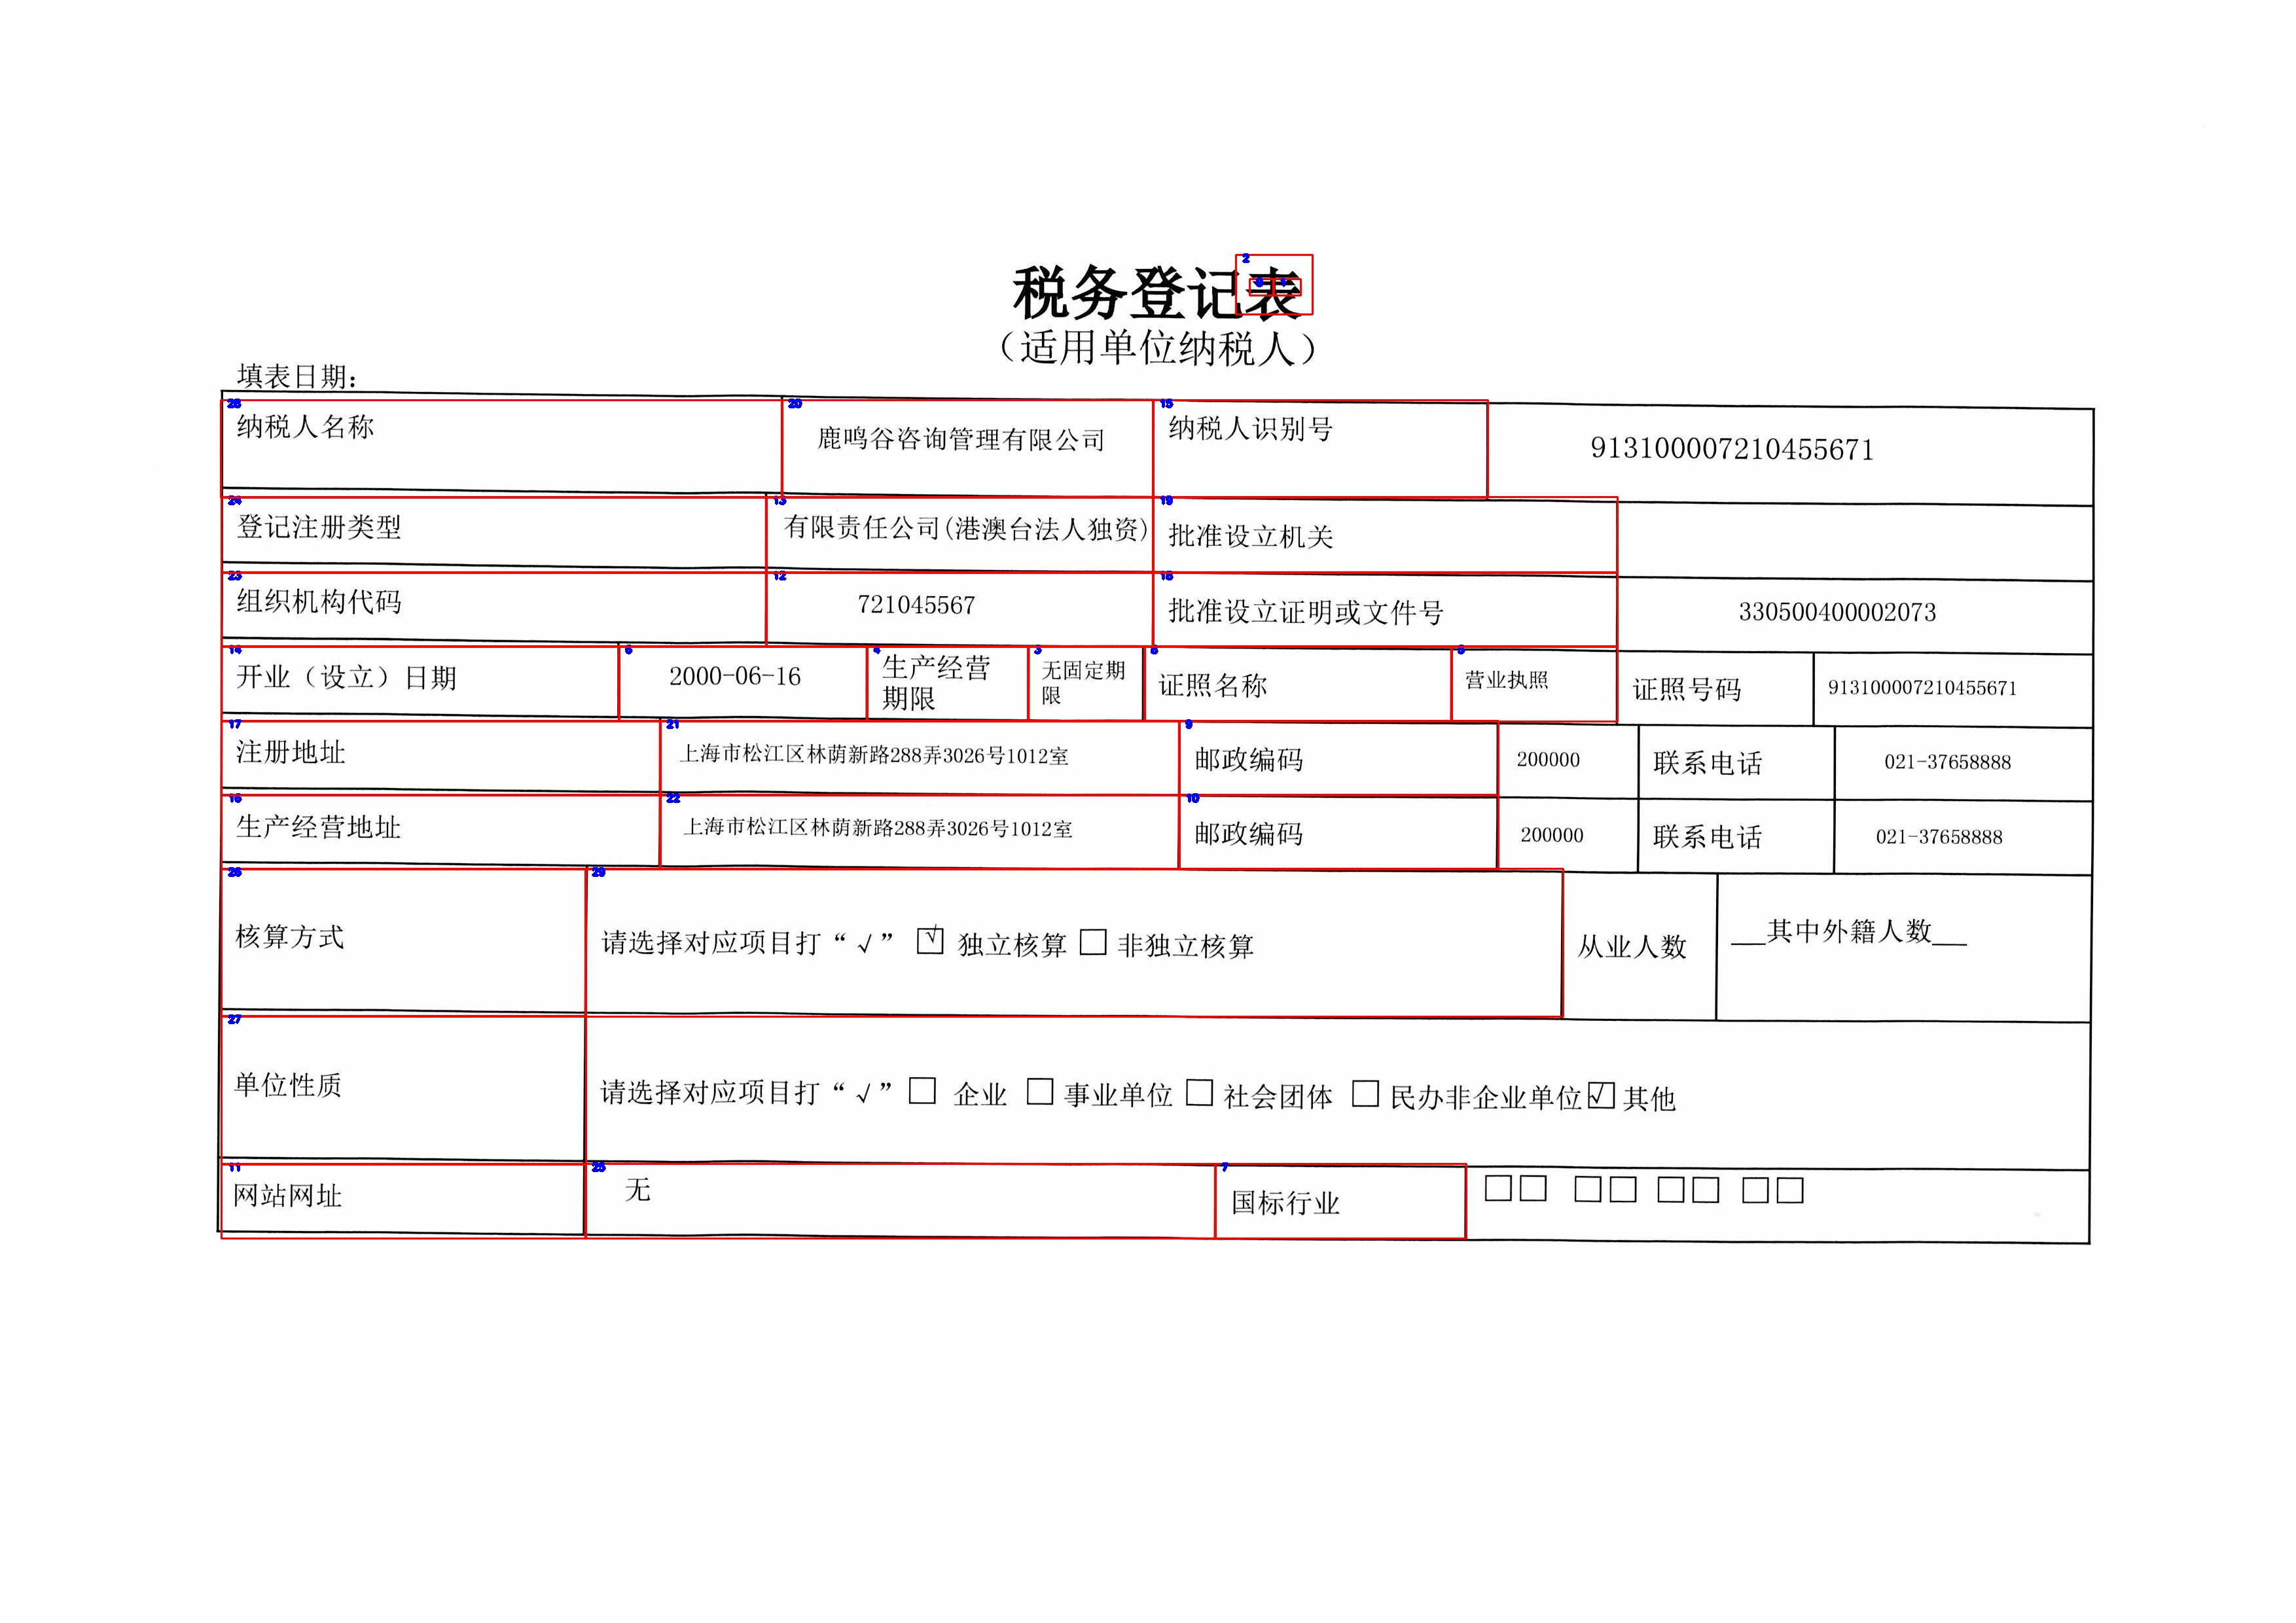 税务登记表
（适用单位纳税人）
填表日期：
纳税人名称 鹿鸣谷咨询管理有限公司 纳税人识别号 913100007210455671
登记注册类型 有限责任公司(港澳台法人独资) 批准设立机关
组织机构代码 721045567 批准设立证明或文件号 330500400002073
开业（设立）日期 2000-06-16 生产经营期限 无固定期限 证照名称 营业执照 证照号码 913100007210455671
注册地址 上海市松江区林荫新路288弄3026号1012室 邮政编码 200000 联系电话 021-37658888
生产经营地址 上海市松江区林荫新路288弄3026号1012室 邮政编码 200000 联系电话 021-37658888
核算方式 请选择对应项目打“√” ☑ 独立核算 □ 非独立核算 从业人数 __其中外籍人数__
单位性质 请选择对应项目打“√” □ 企业 □ 事业单位 □ 社会团体 □ 民办非企业单位 ☑ 其他
网站网址 无 国标行业 □□ □□ □□ □□